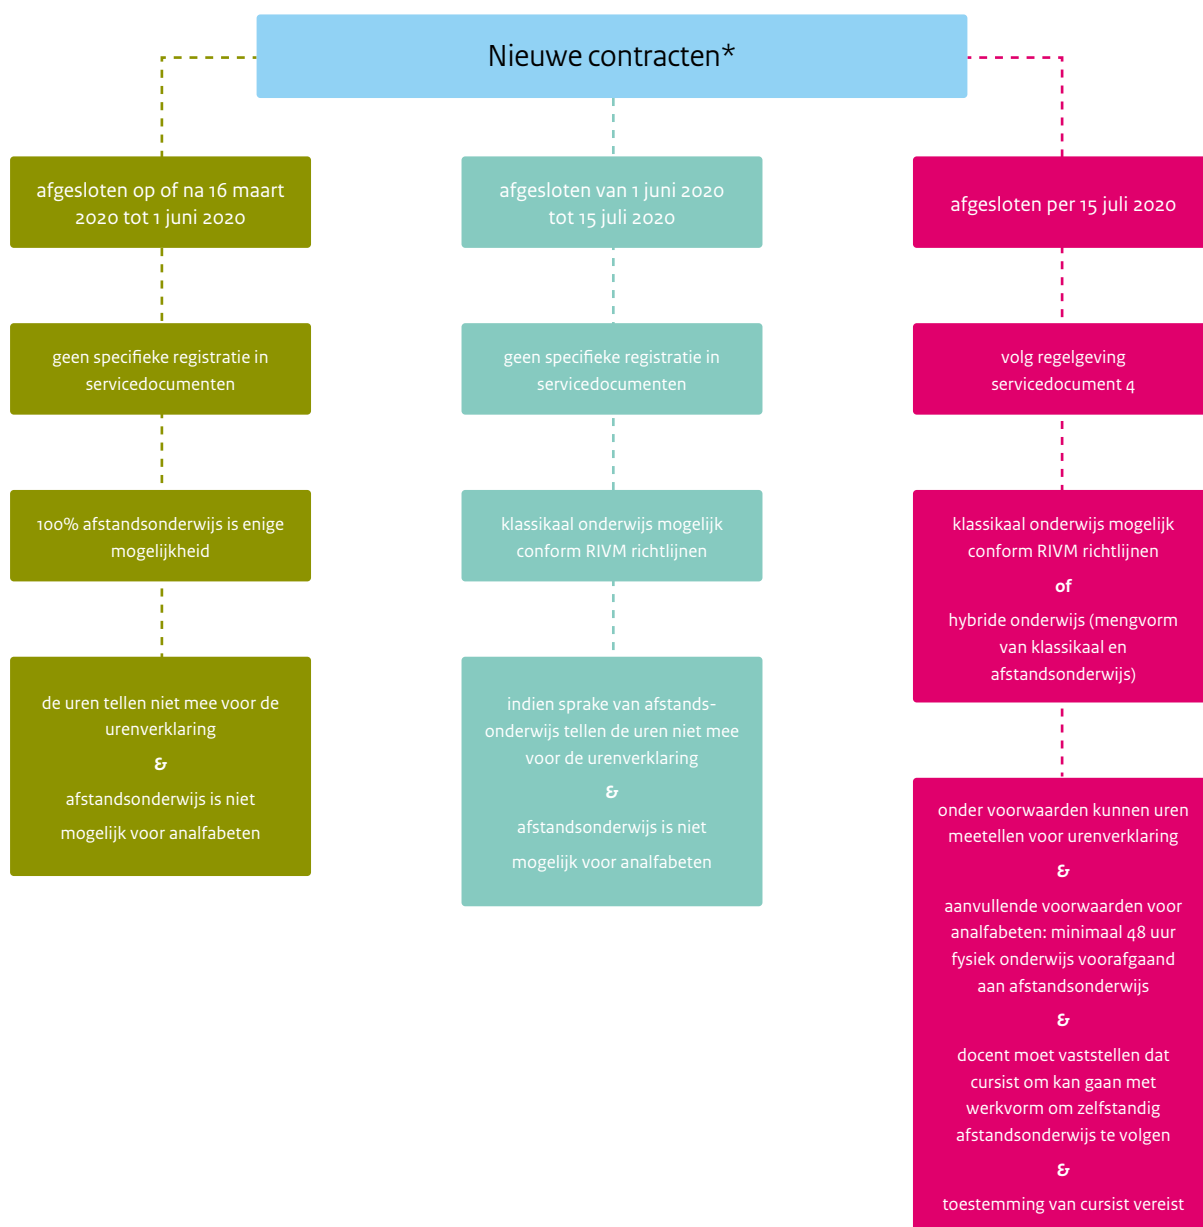 Nieuwe contracten*
afgesloten op of na 16 maart
2020 tot 1 juni 2020
geen specifieke registratie in
servicedocumenten
100% afstandsonderwijs is enige
mogelijkheid
de uren tellen niet mee voor de
urenverklaring
&
afstandsonderwijs is niet
mogelijk voor analfabeten
afgesloten van 1 juni 2020
tot 15 juli 2020
geen specifieke registratie in
servicedocumenten
klassikaal onderwijs mogelijk
conform RIVM richtlijnen
indien sprake van afstands-
onderwijs tellen de uren niet mee
voor de urenverklaring
&
afstandsonderwijs is niet
mogelijk voor analfabeten
afgesloten per 15 juli 2020
volg regelgeving
servicedocument 4
klassikaal onderwijs mogelijk
conform RIVM richtlijnen
of
hybride onderwijs (mengvorm
van klassikaal en
afstandsonderwijs)
onder voorwaarden kunnen uren
meetellen voor urenverklaring
&
aanvullende voorwaarden voor
analfabeten: minimaal 48 uur
fysiek onderwijs voorafgaand
aan afstandsonderwijs
&
docent moet vaststellen dat
cursist om kan gaan met
werkvorm om zelfstandig
afstandsonderwijs te volgen
&
toestemming van cursist vereist